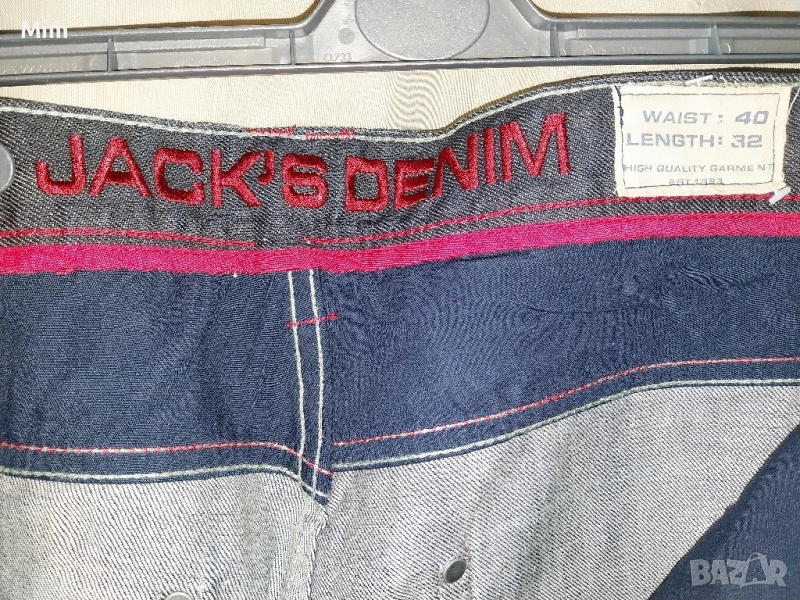 Mim
JACK'S DENIM
WAIST: 40
LENGTH: 32
HIGH QUALITY GARMENT
BAZAR